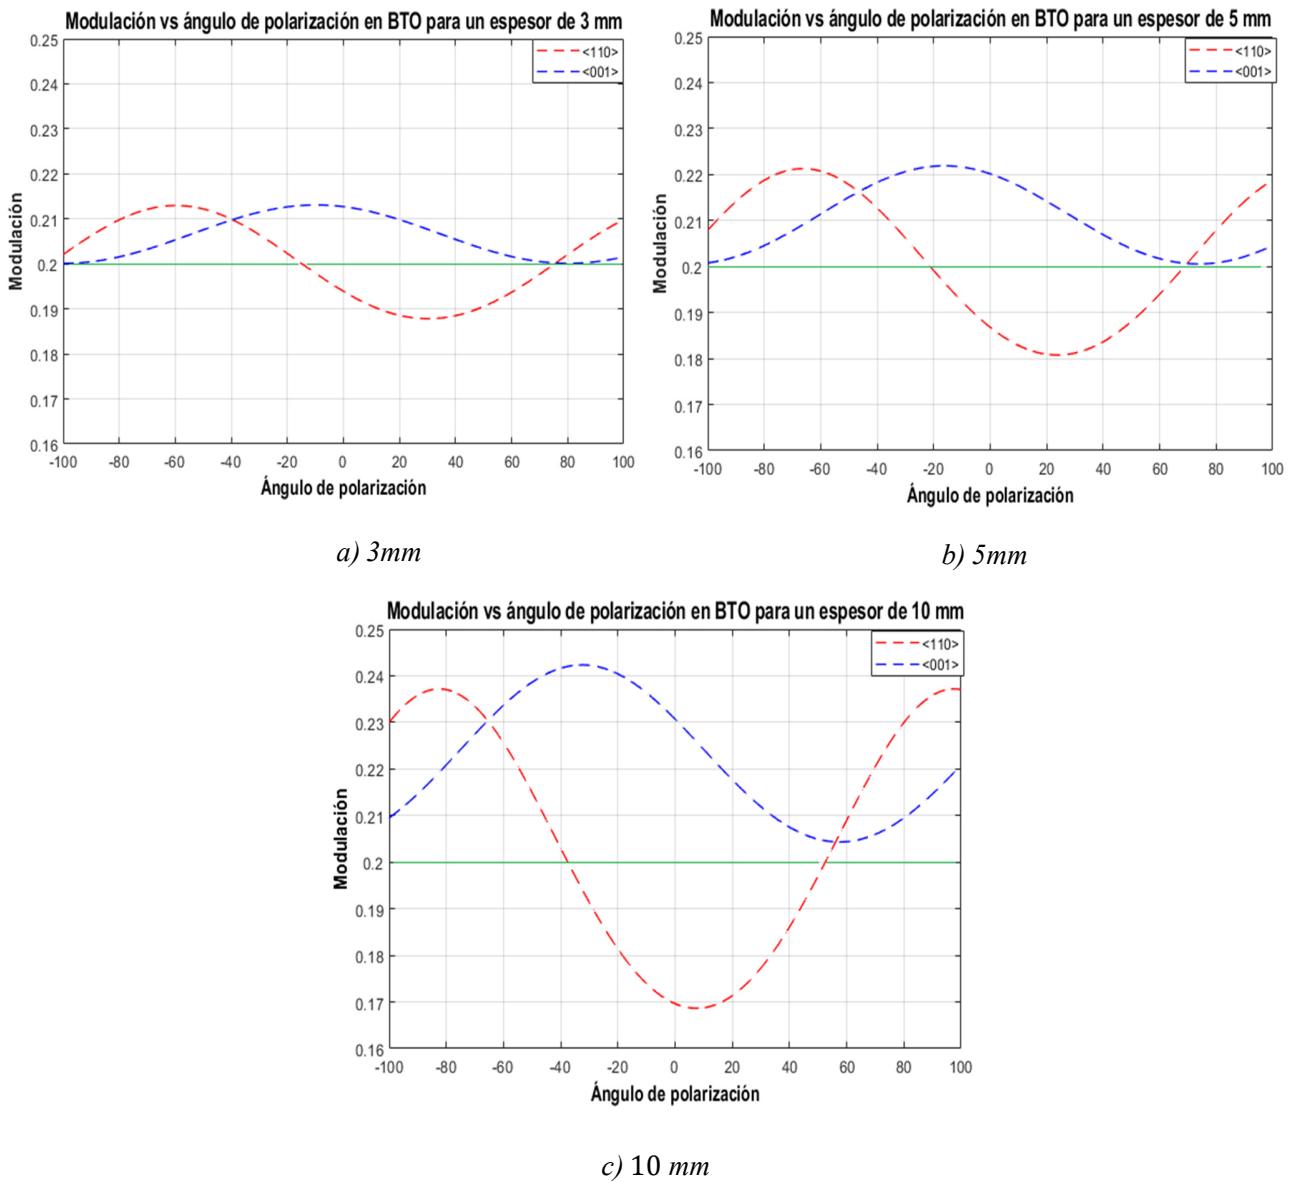 Modulación vs ángulo de polarización en BTO para un espesor de 3 mm
0.25
0.24
0.23
0.22
0.21
0.2
0.19
0.18
0.17
0.16
-100 -80 -60 -40 -20 0 20 40 60 80 100
Modulación
Ángulo de polarización
<110>
<001>
a) 3mm
Modulación vs ángulo de polarización en BTO para un espesor de 5 mm
0.25
0.24
0.23
0.22
0.21
0.2
0.19
0.18
0.17
0.16
-100 -80 -60 -40 -20 0 20 40 60 80 100
Modulación
Ángulo de polarización
<110>
<001>
b) 5mm
Modulación vs ángulo de polarización en BTO para un espesor de 10 mm
0.25
0.24
0.23
0.22
0.21
0.2
0.19
0.18
0.17
0.16
-100 -80 -60 -40 -20 0 20 40 60 80 100
Modulación
Ángulo de polarización
<110>
<001>
c) 10 mm